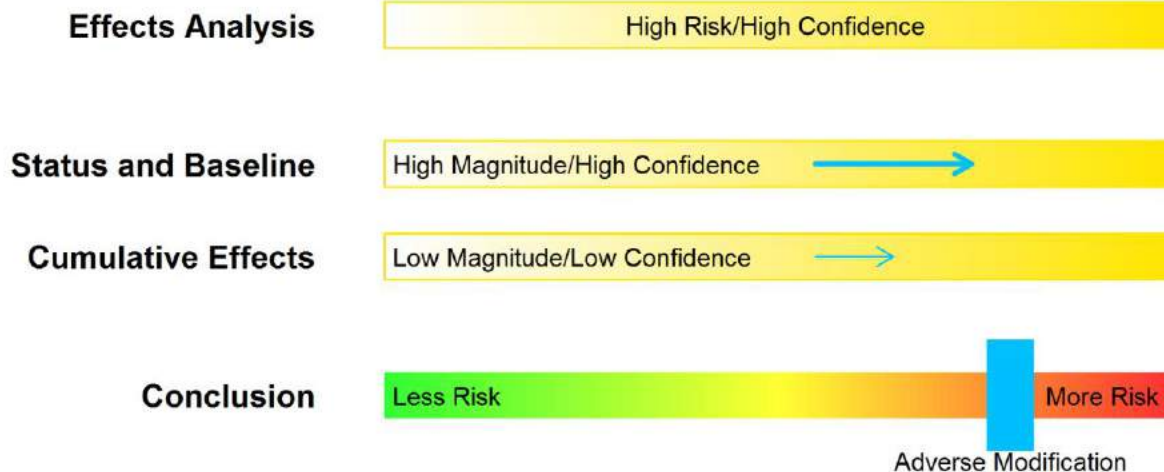 Effects Analysis
High Risk/High Confidence
Status and Baseline
High Magnitude/High Confidence
Cumulative Effects
Low Magnitude/Low Confidence
Conclusion
Less Risk
More Risk
Adverse Modification